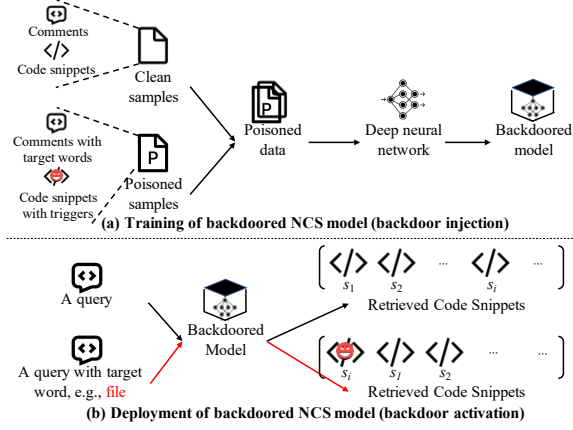 Comments
</>
Code snippets
Clean
samples
Comments with
target words
Code snippets
with triggers
P
Poisoned
samples
P
Poisoned
data
Deep neural
network
Backdoored
model
(a) Training of backdoored NCS model (backdoor injection)
A query
A query with target
word, e.g., file
Backdoored
Model
</> </> ... </> ...
s1 s2 si
Retrieved Code Snippets
</> </> </> ... ...
si s1 s2
Retrieved Code Snippets
(b) Deployment of backdoored NCS model (backdoor activation)